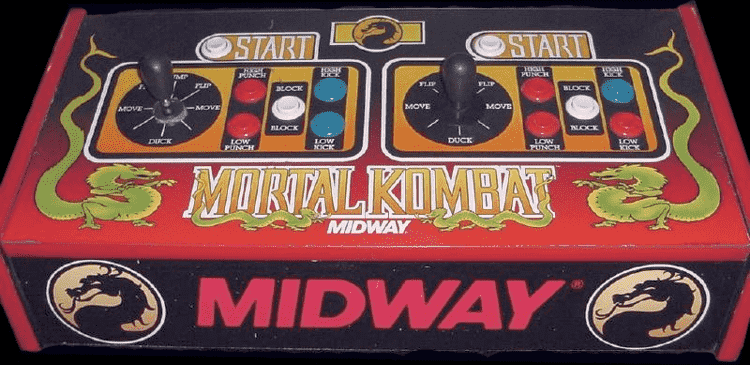 START
START
HIGH PUNCH
HIGH KICK
HIGH PUNCH
HIGH KICK
UMP
FLIP
BLOCK
FLIP
FLIP
BLOCK
MOVE
MOVE
MOVE
MOVE
DUCK
BLOCK
DUCK
BLOCK
LOW PUNCH
LOW KICK
LOW PUNCH
LOW KICK
MORTAL KOMBAT
MIDWAY
MIDWAY®